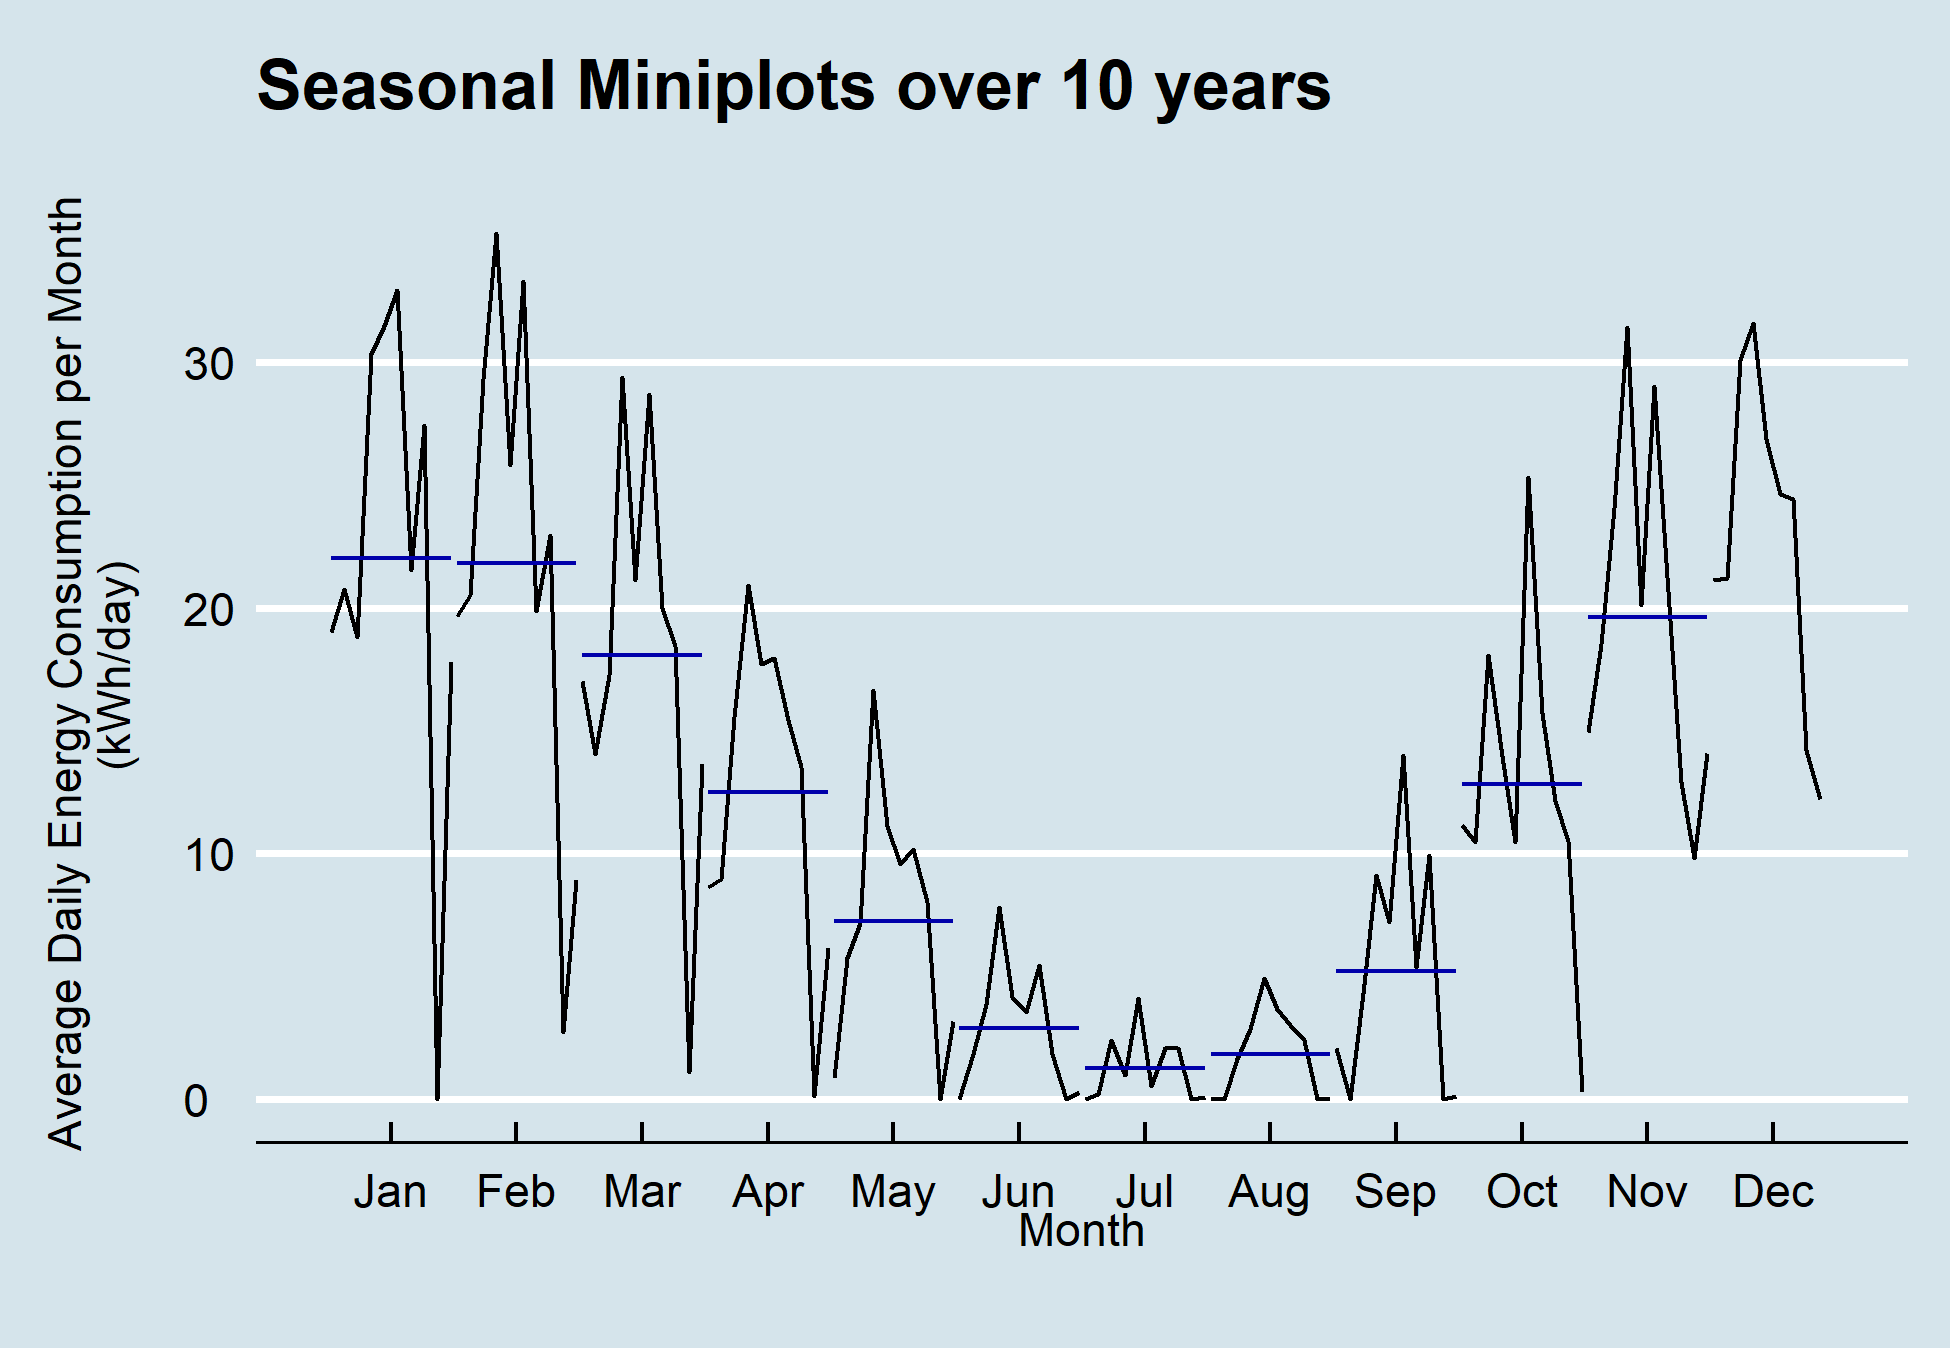 Seasonal Miniplots over 10 years
Average Daily Energy Consumption per Month
(kWh/day)
30
20
10
0
Jan Feb Mar Apr May Jun Jul Aug Sep Oct Nov Dec
Month